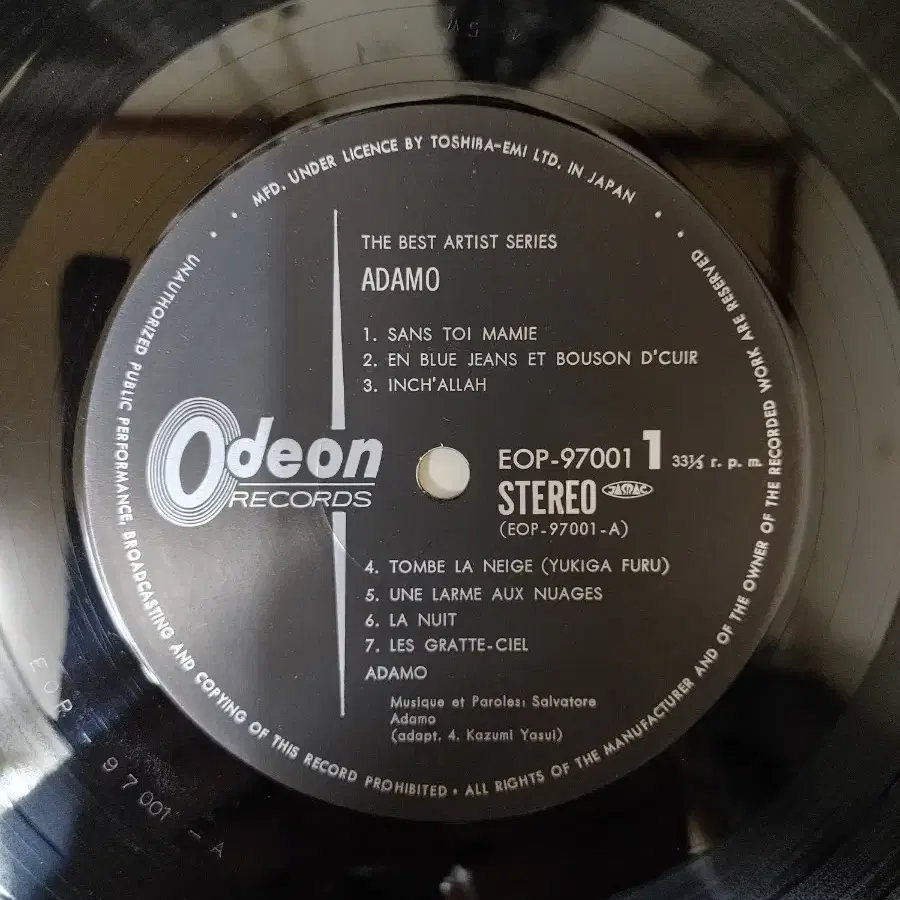 MFD. UNDER LICENCE BY TOSHIBA-EMI LTD. IN JAPAN
THE BEST ARTIST SERIES
ADAMO
1. SANS TOI MAMIE
2. EN BLUE JEANS ET BOUSON D'CUIR
3. INCH'ALLAH
Odeon
RECORDS
EOP-97001 1 33⅓ r. p. m.
STEREO JASRAC
(EOP-97001-A)
4. TOMBE LA NEIGE (YUKIGA FURU)
5. UNE LARME AUX NUAGES
6. LA NUIT
7. LES GRATTE-CIEL
ADAMO
Musique et Paroles: Salvatore
Adamo
(adapt. 4. Kazumi Yasui)
UNAUTHORIZED PUBLIC PERFORMANCE, BROADCASTING AND COPYING OF THIS RECORD PROHIBITED • ALL RIGHTS OF THE MANUFACTURER AND OF THE OWNER OF THE RECORDED WORK ARE RESERVED
EOP-97001-A